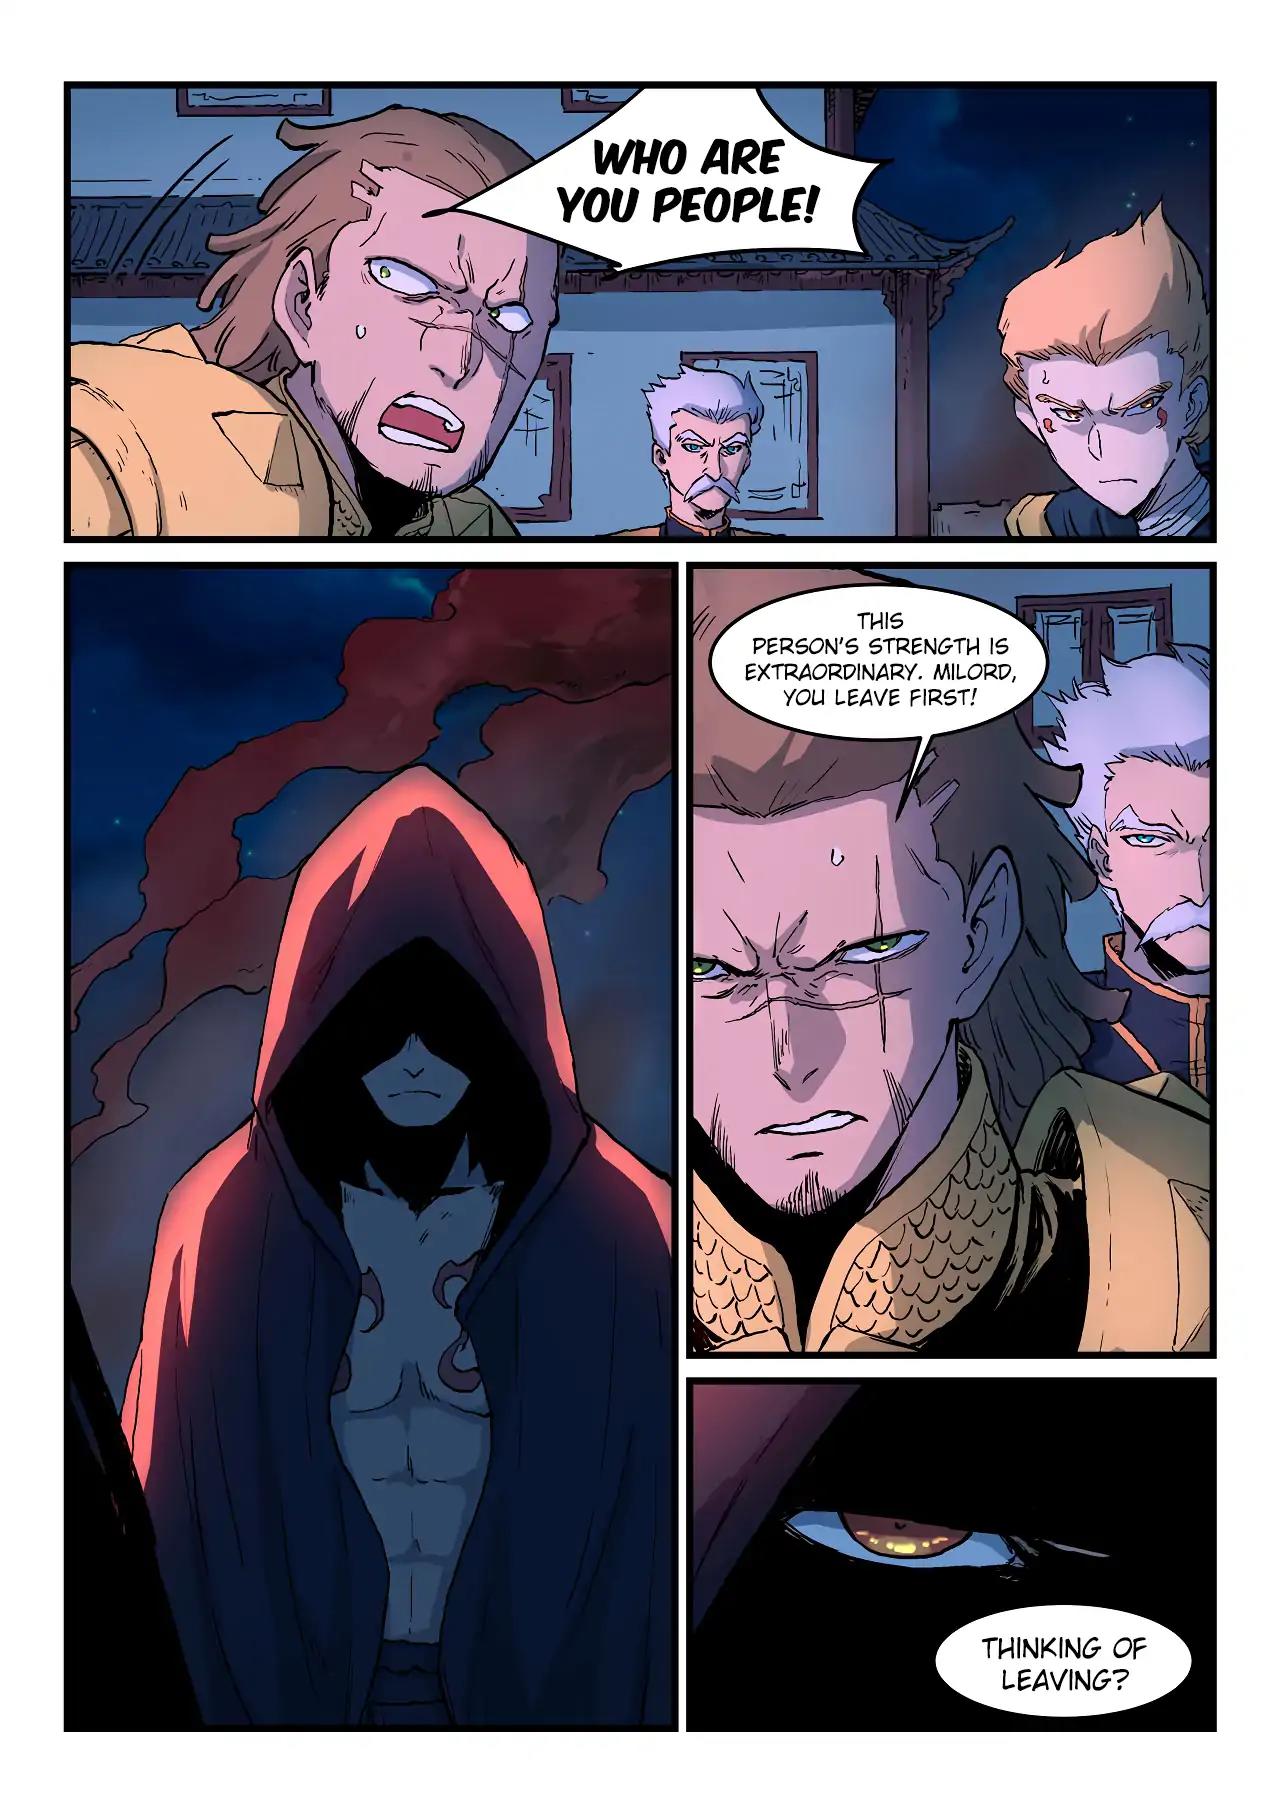 WHO ARE
YOU PEOPLE!
THIS
PERSON'S STRENGTH IS
EXTRAORDINARY. MILORD,
YOU LEAVE FIRST!
THINKING OF
LEAVING?